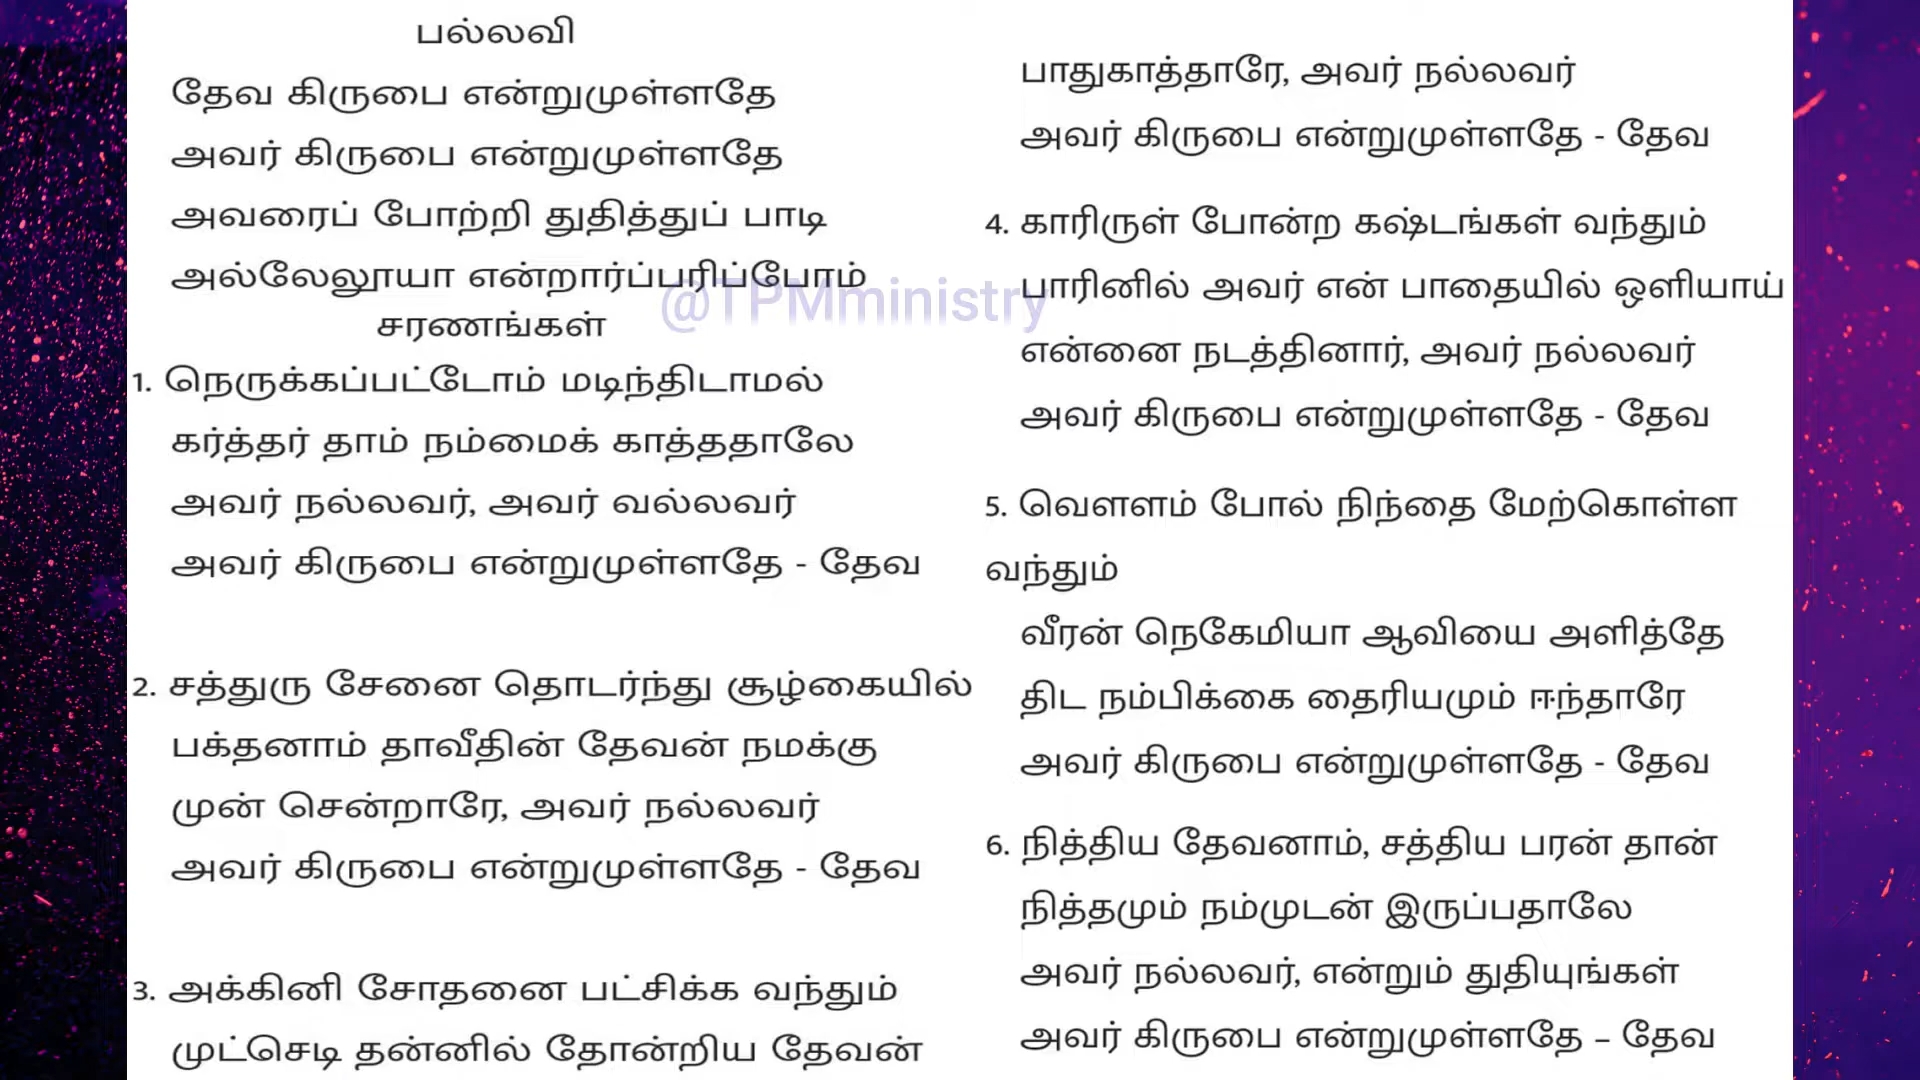 பல்லவி
தேவ கிருபை என்றுமுள்ளதே
அவர் கிருபை என்றுமுள்ளதே
அவரைப் போற்றி துதித்துப் பாடி
அல்லேலூயா என்றார்ப்பரிப்போம்
சரணங்கள்
1. நெருக்கப்பட்டோம் மடிந்திடாமல்
கர்த்தர் தாம் நம்மைக் காத்ததாலே
அவர் நல்லவர், அவர் வல்லவர்
அவர் கிருபை என்றுமுள்ளதே - தேவ
2. சத்துரு சேனை தொடர்ந்து சூழ்கையில்
பக்தனாம் தாவீதின் தேவன் நமக்கு
முன் சென்றாரே, அவர் நல்லவர்
அவர் கிருபை என்றுமுள்ளதே - தேவ
3. அக்கினி சோதனை பட்சிக்க வந்தும்
முட்செடி தன்னில் தோன்றிய தேவன்
பாதுகாத்தாரே, அவர் நல்லவர்
அவர் கிருபை என்றுமுள்ளதே - தேவ
4. காரிருள் போன்ற கஷ்டங்கள் வந்தும்
பாரினில் அவர் என் பாதையில் ஒளியாய்
என்னை நடத்தினார், அவர் நல்லவர்
அவர் கிருபை என்றுமுள்ளதே - தேவ
5. வெளளம் போல் நிந்தை மேற்கொள்ள
வந்தும்
வீரன் நெகேமியா ஆவியை அளித்தே
திட நம்பிக்கை தைரியமும் ஈந்தாரே
அவர் கிருபை என்றுமுள்ளதே - தேவ
6. நித்திய தேவனாம், சத்திய பரன் தான்
நித்தமும் நம்முடன் இருப்பதாலே
அவர் நல்லவர், என்றும் துதியுங்கள்
அவர் கிருபை என்றுமுள்ளதே – தேவ
@TPMministry